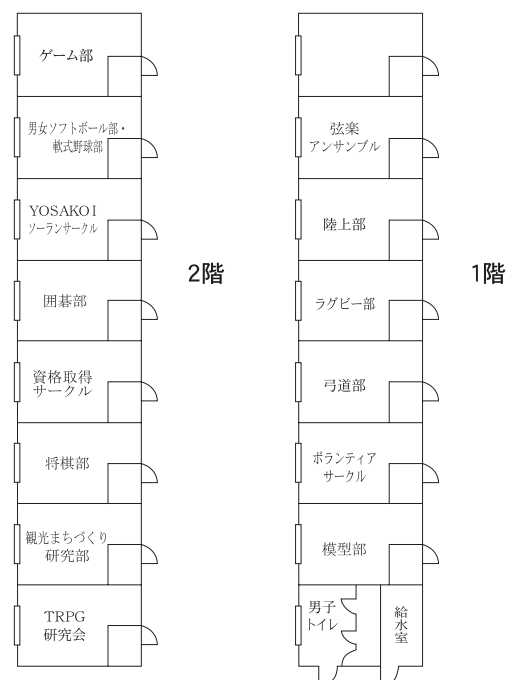 ゲーム部
男女ソフトボール部・
軟式野球部
YOSAKOI
ソーランサークル
囲碁部
資格取得
サークル
将棋部
観光まちづくり
研究部
TRPG
研究会
2階
弦楽
アンサンブル
陸上部
ラグビー部
弓道部
ボランティア
サークル
模型部
男子
トイレ
給水室
1階